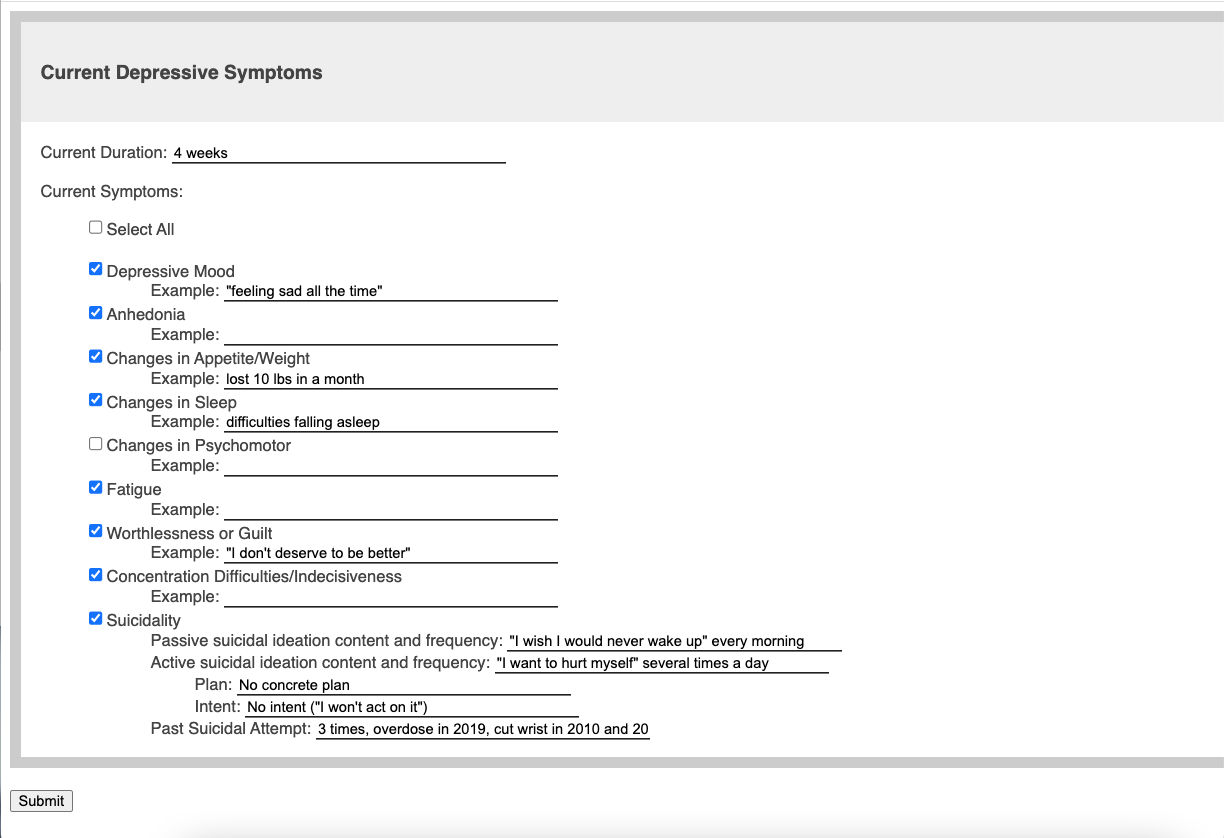 Current Depressive Symptoms
Current Duration: 4 weeks
Current Symptoms:
Select All
Depressive Mood
Example: "feeling sad all the time"
Anhedonia
Example:
Changes in Appetite/Weight
Example: lost 10 lbs in a month
Changes in Sleep
Example: difficulties falling asleep
Changes in Psychomotor
Example:
Fatigue
Example:
Worthlessness or Guilt
Example: "I don't deserve to be better"
Concentration Difficulties/Indecisiveness
Example:
Suicidality
Passive suicidal ideation content and frequency: "I wish I would never wake up" every morning
Active suicidal ideation content and frequency: "I want to hurt myself" several times a day
Plan: No concrete plan
Intent: No intent ("I won't act on it")
Past Suicidal Attempt: 3 times, overdose in 2019, cut wrist in 2010 and 20
Submit